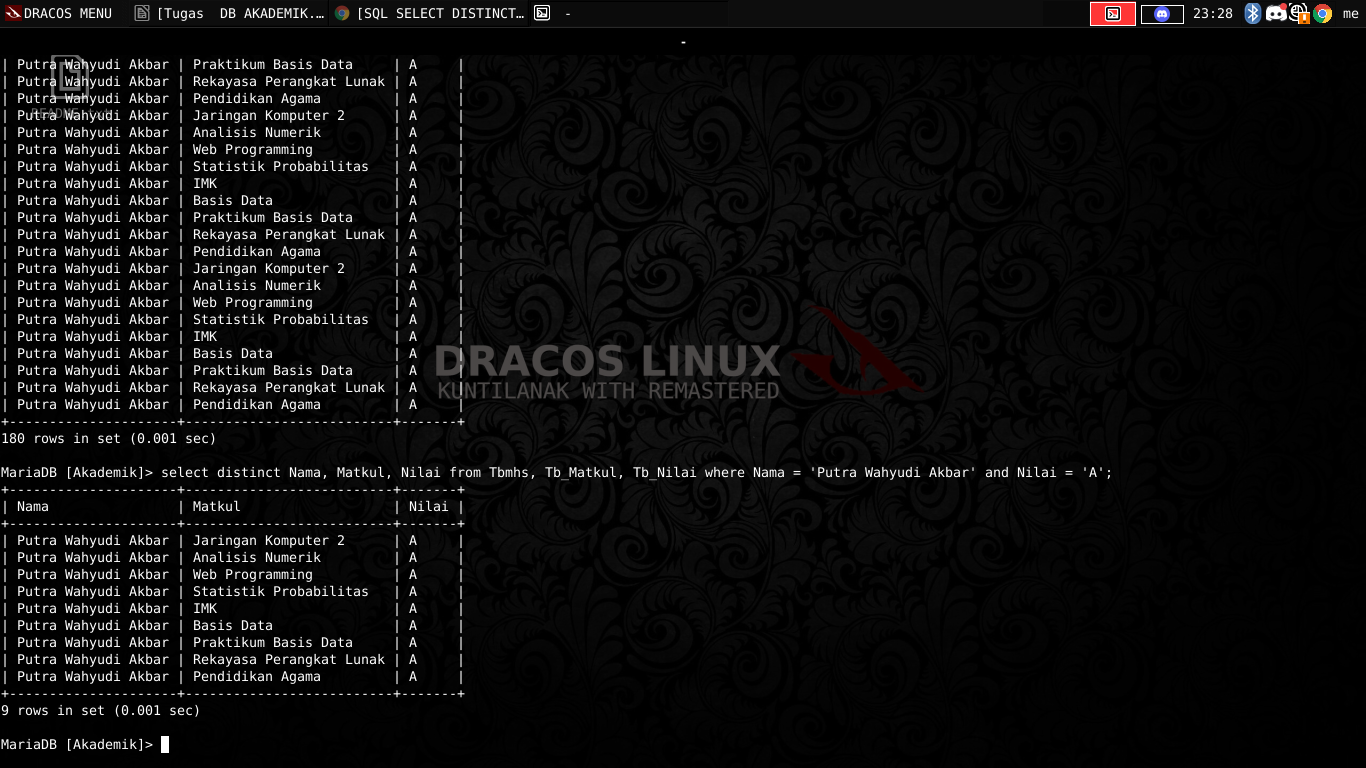 DRACOS MENU [Tugas  DB AKADEMIK.... [SQL SELECT DISTINCT... - 23:28 me
-
| Putra Wahyudi Akbar | Praktikum Basis Data     | A     |
| Putra Wahyudi Akbar | Rekayasa Perangkat Lunak | A     |
| Putra Wahyudi Akbar | Pendidikan Agama         | A     |
| Putra Wahyudi Akbar | Jaringan Komputer 2      | A     |
| Putra Wahyudi Akbar | Analisis Numerik         | A     |
| Putra Wahyudi Akbar | Web Programming          | A     |
| Putra Wahyudi Akbar | Statistik Probabilitas   | A     |
| Putra Wahyudi Akbar | IMK                      | A     |
| Putra Wahyudi Akbar | Basis Data               | A     |
| Putra Wahyudi Akbar | Praktikum Basis Data     | A     |
| Putra Wahyudi Akbar | Rekayasa Perangkat Lunak | A     |
| Putra Wahyudi Akbar | Pendidikan Agama         | A     |
| Putra Wahyudi Akbar | Jaringan Komputer 2      | A     |
| Putra Wahyudi Akbar | Analisis Numerik         | A     |
| Putra Wahyudi Akbar | Web Programming          | A     |
| Putra Wahyudi Akbar | Statistik Probabilitas   | A     |
| Putra Wahyudi Akbar | IMK                      | A     |
| Putra Wahyudi Akbar | Basis Data               | A     |
| Putra Wahyudi Akbar | Praktikum Basis Data     | A     |
| Putra Wahyudi Akbar | Rekayasa Perangkat Lunak | A     |
| Putra Wahyudi Akbar | Pendidikan Agama         | A     |
+---------------------+--------------------------+-------+
180 rows in set (0.001 sec)
MariaDB [Akademik]> select distinct Nama, Matkul, Nilai from Tbmhs, Tb_Matkul, Tb_Nilai where Nama = 'Putra Wahyudi Akbar' and Nilai = 'A';
+---------------------+--------------------------+-------+
| Nama                | Matkul                   | Nilai |
+---------------------+--------------------------+-------+
| Putra Wahyudi Akbar | Jaringan Komputer 2      | A     |
| Putra Wahyudi Akbar | Analisis Numerik         | A     |
| Putra Wahyudi Akbar | Web Programming          | A     |
| Putra Wahyudi Akbar | Statistik Probabilitas   | A     |
| Putra Wahyudi Akbar | IMK                      | A     |
| Putra Wahyudi Akbar | Basis Data               | A     |
| Putra Wahyudi Akbar | Praktikum Basis Data     | A     |
| Putra Wahyudi Akbar | Rekayasa Perangkat Lunak | A     |
| Putra Wahyudi Akbar | Pendidikan Agama         | A     |
+---------------------+--------------------------+-------+
9 rows in set (0.001 sec)
MariaDB [Akademik]>
DRACOS LINUX
KUNTILANAK WITH REMASTERED